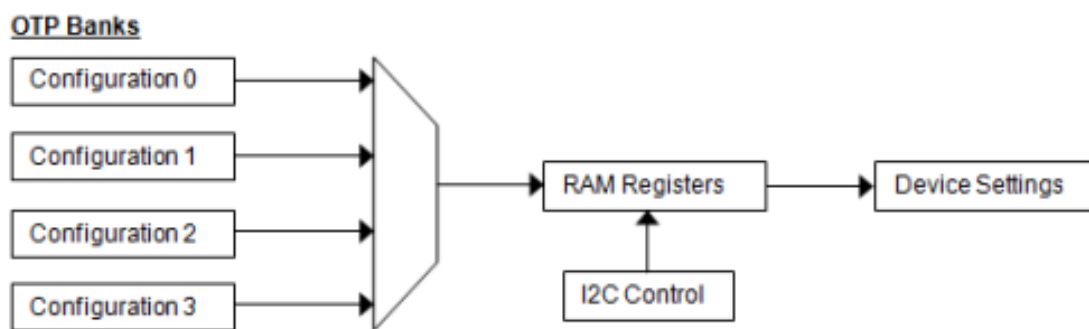 OTP Banks
Configuration 0
Configuration 1
Configuration 2
Configuration 3
RAM Registers
Device Settings
I2C Control